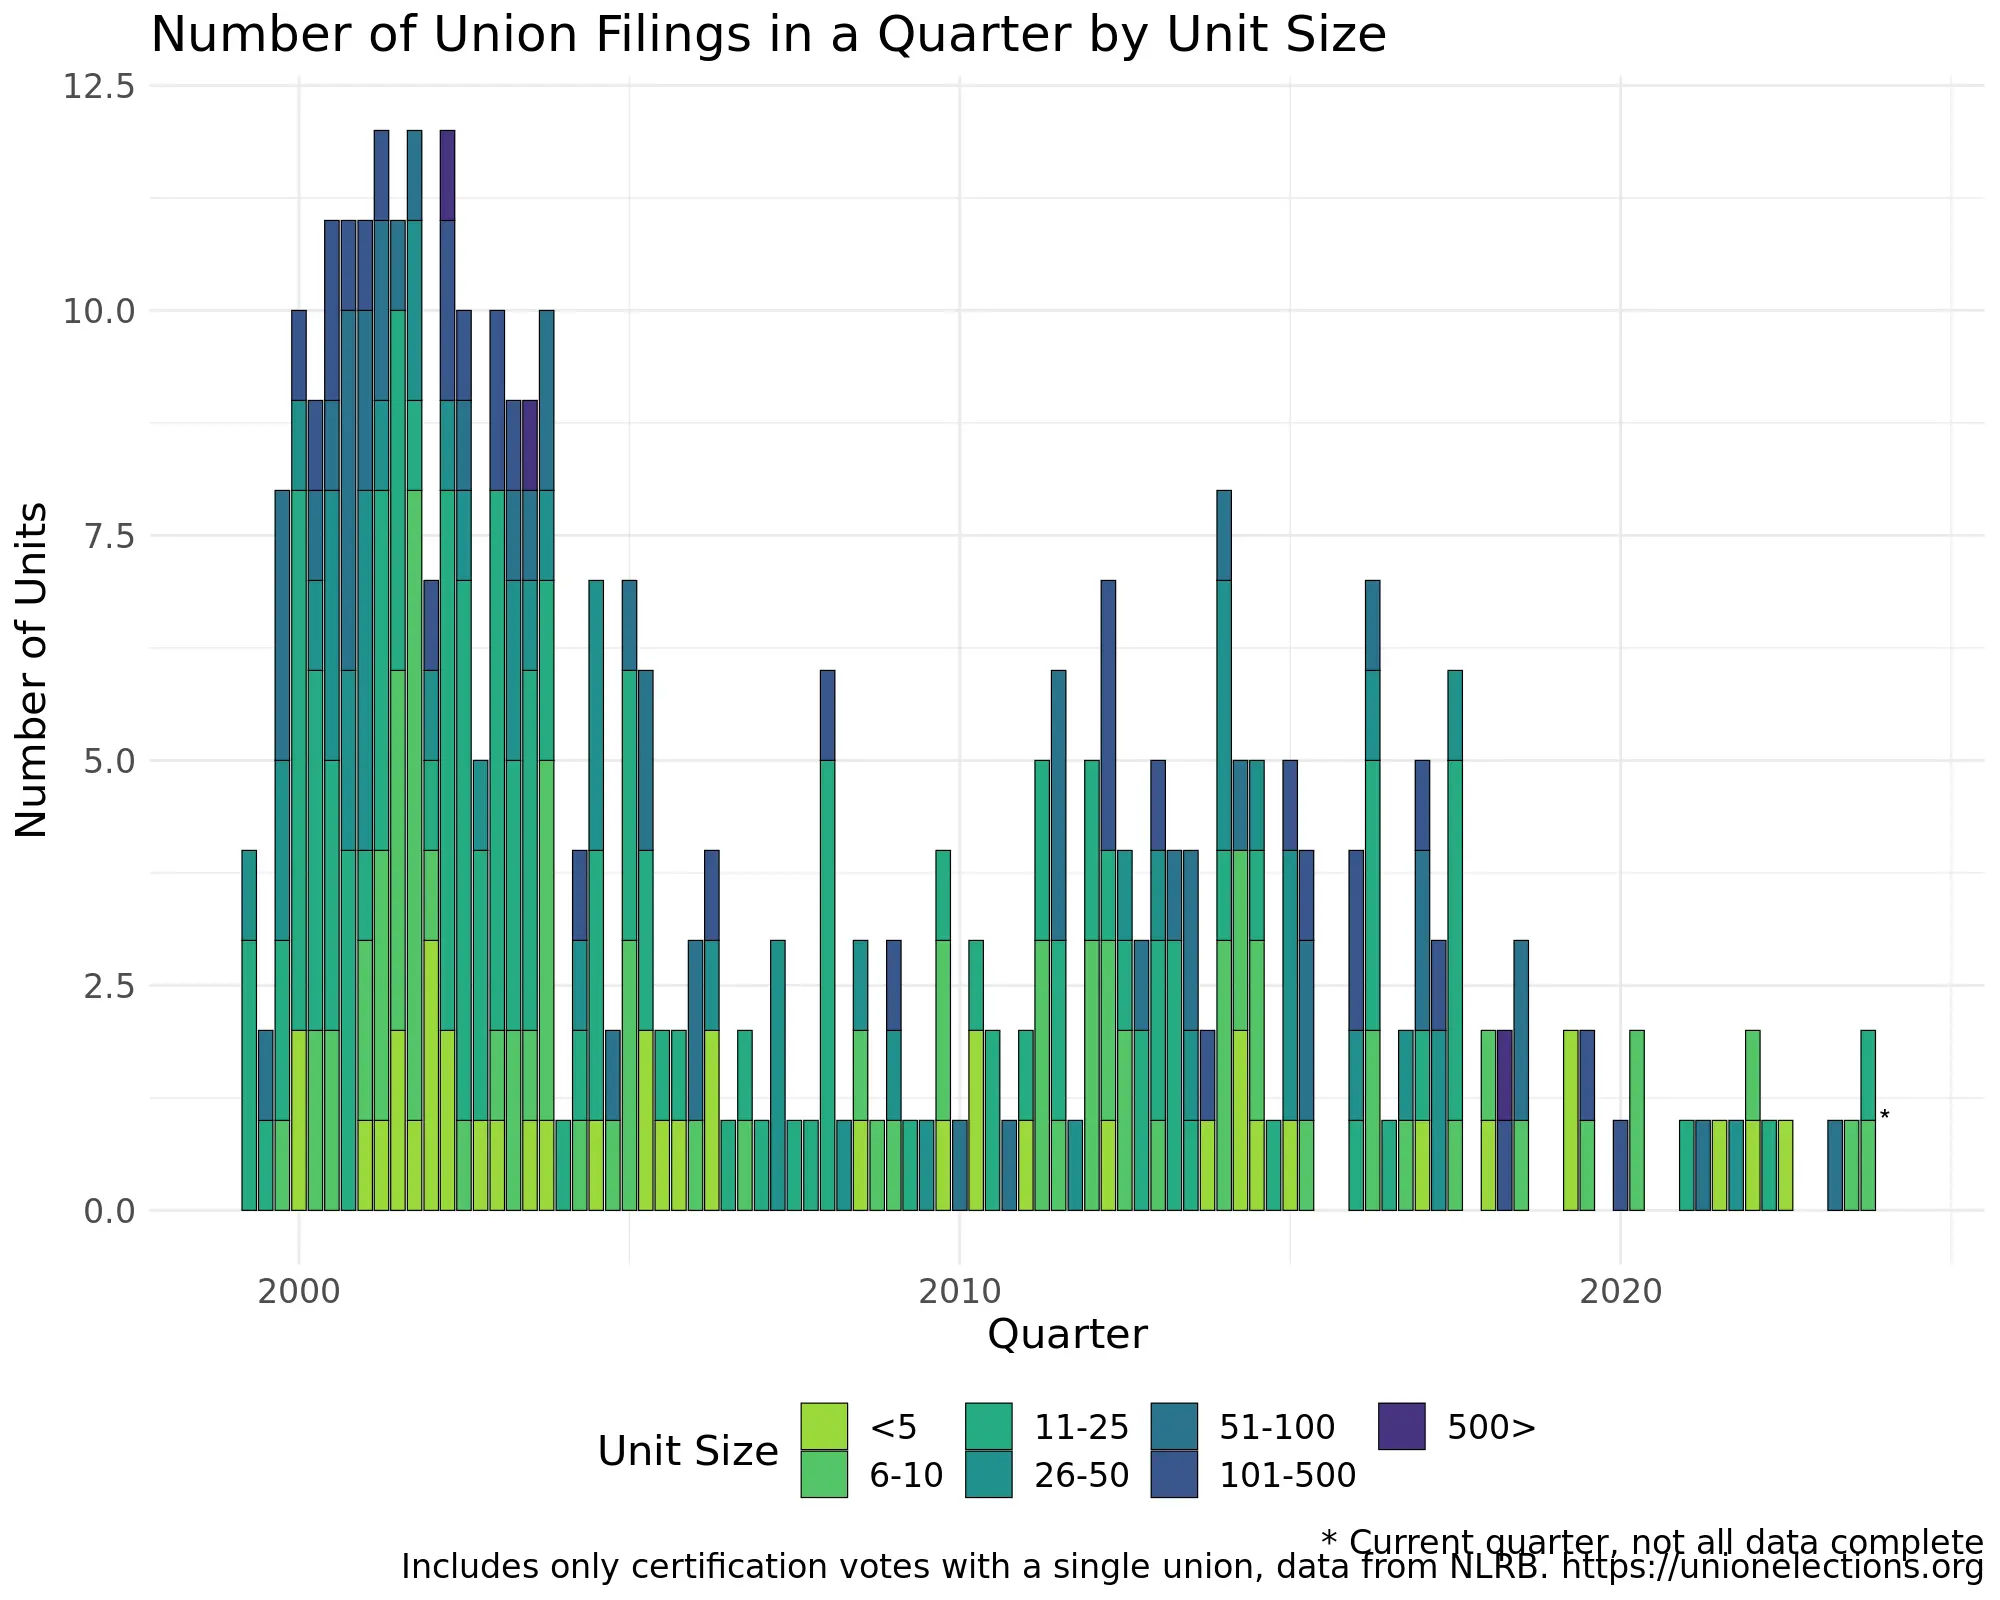 Number of Union Filings in a Quarter by Unit Size
Number of Units
12.5
10.0
7.5
5.0
2.5
0.0
*
2000 2010 2020
Quarter
Unit Size
<5 11-25 51-100 500>
6-10 26-50 101-500
* Current quarter, not all data complete
Includes only certification votes with a single union, data from NLRB. https://unionelections.org